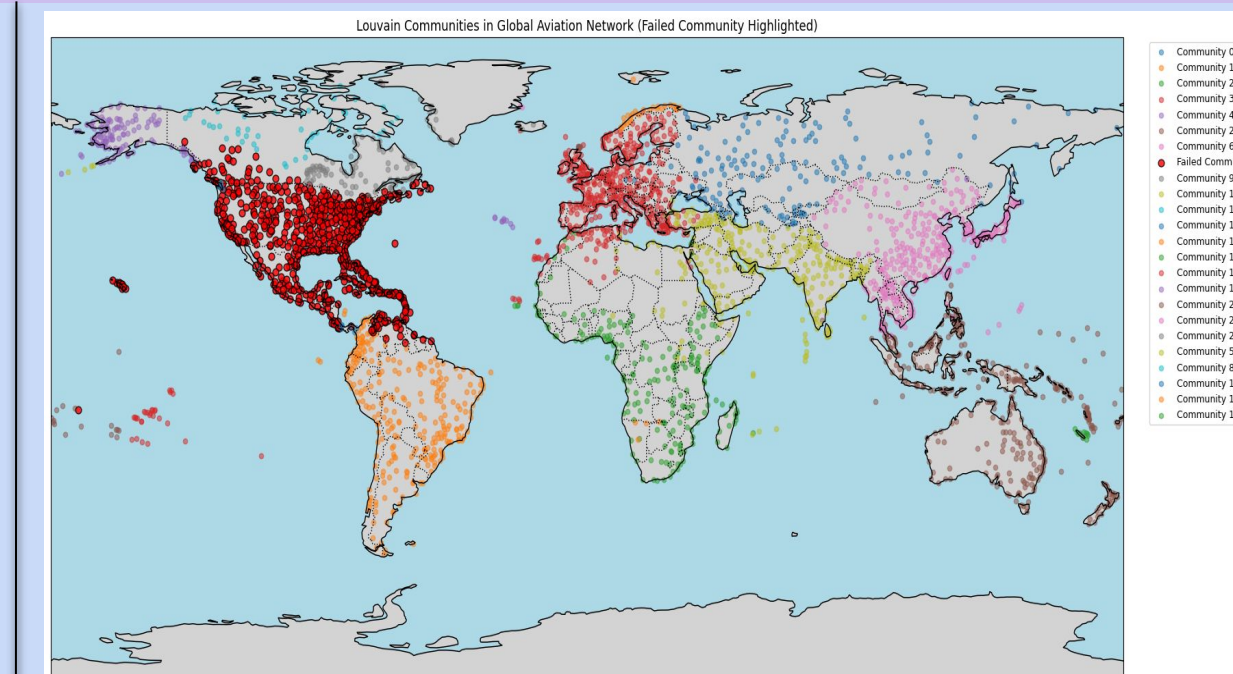 Louvain Communities in Global Aviation Network (Failed Community Highlighted)
Community 0
Community 1
Community 2
Community 3
Community 4
Community 2
Community 6
Failed Comm
Community 9
Community 1
Community 1
Community 1
Community 1
Community 1
Community 1
Community 1
Community 2
Community 2
Community 2
Community 5
Community 8
Community 1
Community 1
Community 1